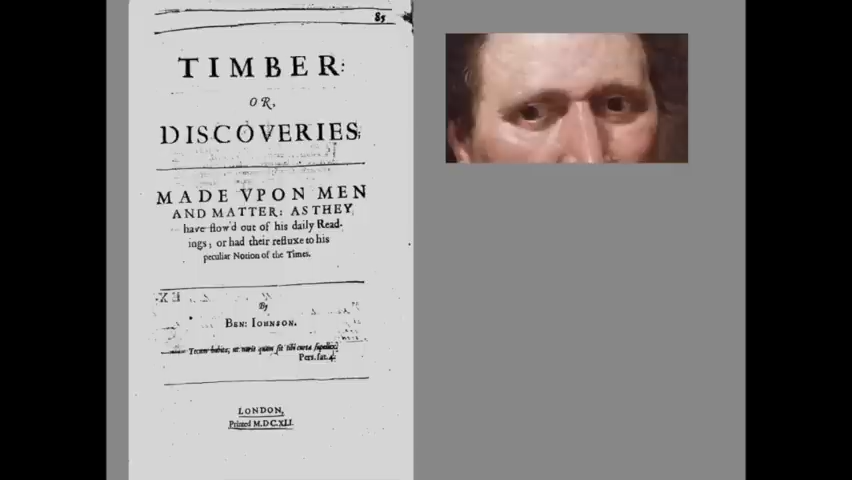 85
TIMBER:
OR,
DISCOVERIES;
MADE VPON MEN
AND MATTER: AS THEY
have flow'd out of his daily Read-
ings; or had their refluxe to his
peculiar Notion of the Times.
By
BEN: IOHNSON.
Tecum habita, ut noris quam sit tibi curta supellex.
Pers. sat. 4.
LONDON,
Printed M.DC.XLI.